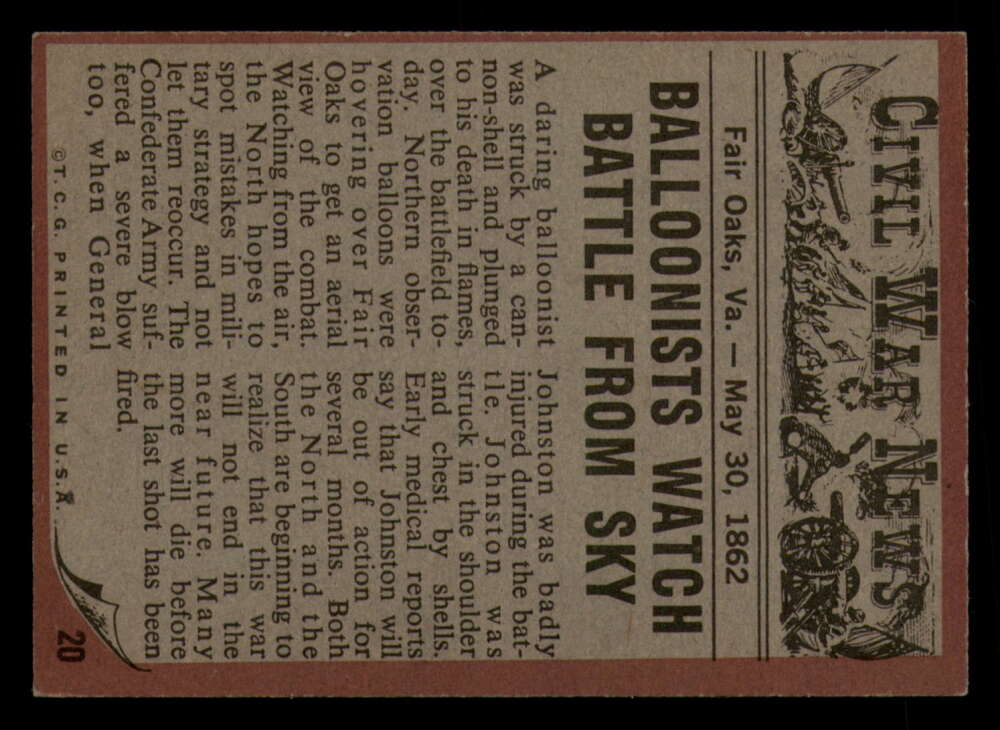 CIVIL WAR NEWS
Fair Oaks, Va. — May 30, 1862
BALLOONISTS WATCH
BATTLE FROM SKY
A daring balloonist
was struck by a can-
non-shell and plunged
to his death in flames,
over the battlefield to-
day. Northern obser-
vation balloons were
hovering over Fair
Oaks to get an aerial
view of the combat.
Watching from the air,
the North hopes to
spot mistakes in mili-
tary strategy and not
let them reoccur. The
Confederate Army suf-
fered a severe blow
too, when General
Johnston was badly
injured during the bat-
tle. Johnston was
struck in the shoulder
and chest by shells.
Early medical reports
say that Johnston will
be out of action for
several months. Both
the North and the
South are beginning to
realize that this war
will not end in the
near future. Many
more will die before
the last shot has been
fired.
©T.C.G. PRINTED IN U.S.A.
20